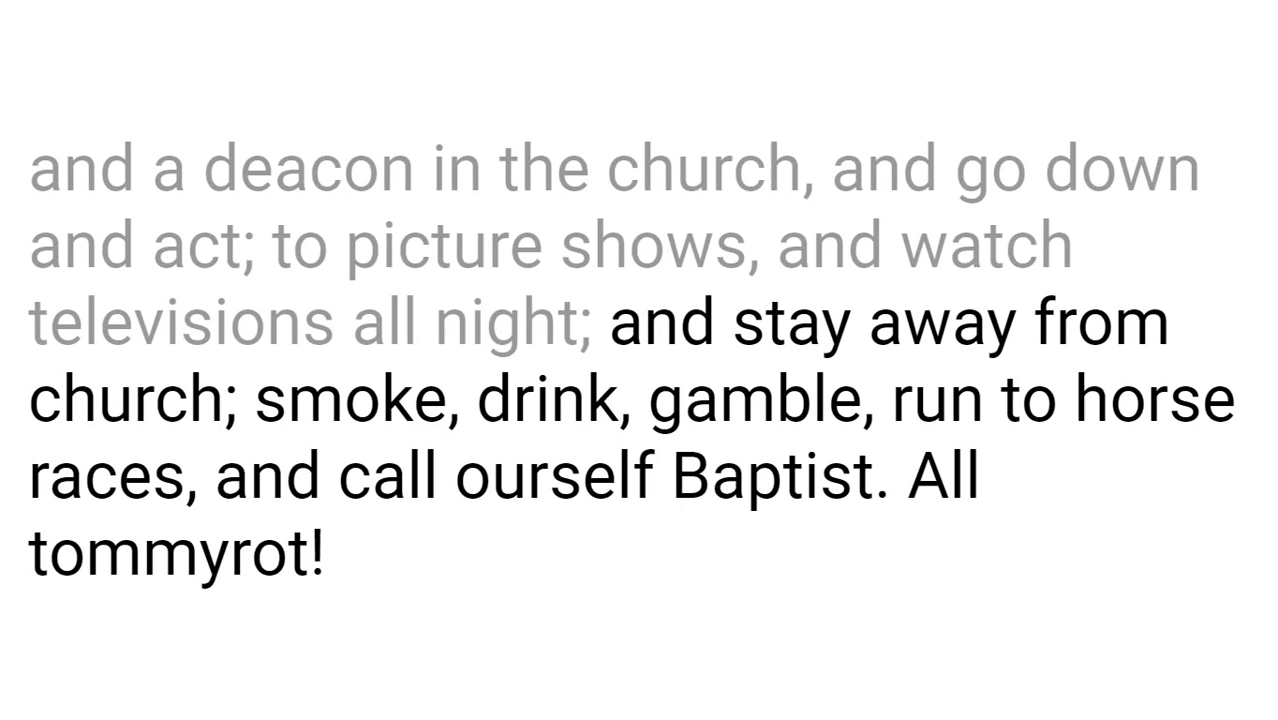 and a deacon in the church, and go down
and act; to picture shows, and watch
televisions all night; and stay away from
church; smoke, drink, gamble, run to horse
races, and call ourself Baptist. All
tommyrot!